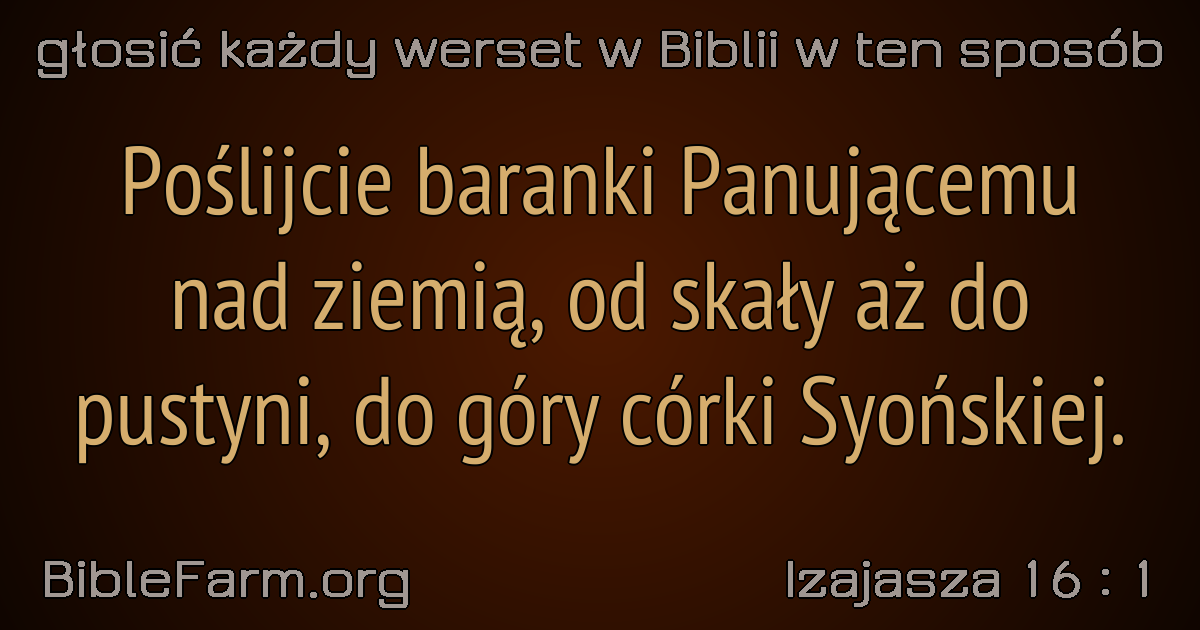 głosić każdy werset w Biblii w ten sposób
Poślijcie baranki Panującemu
nad ziemią, od skały aż do
pustyni, do góry córki Syońskiej.
BibleFarm.org
Izajasza 16 : 1